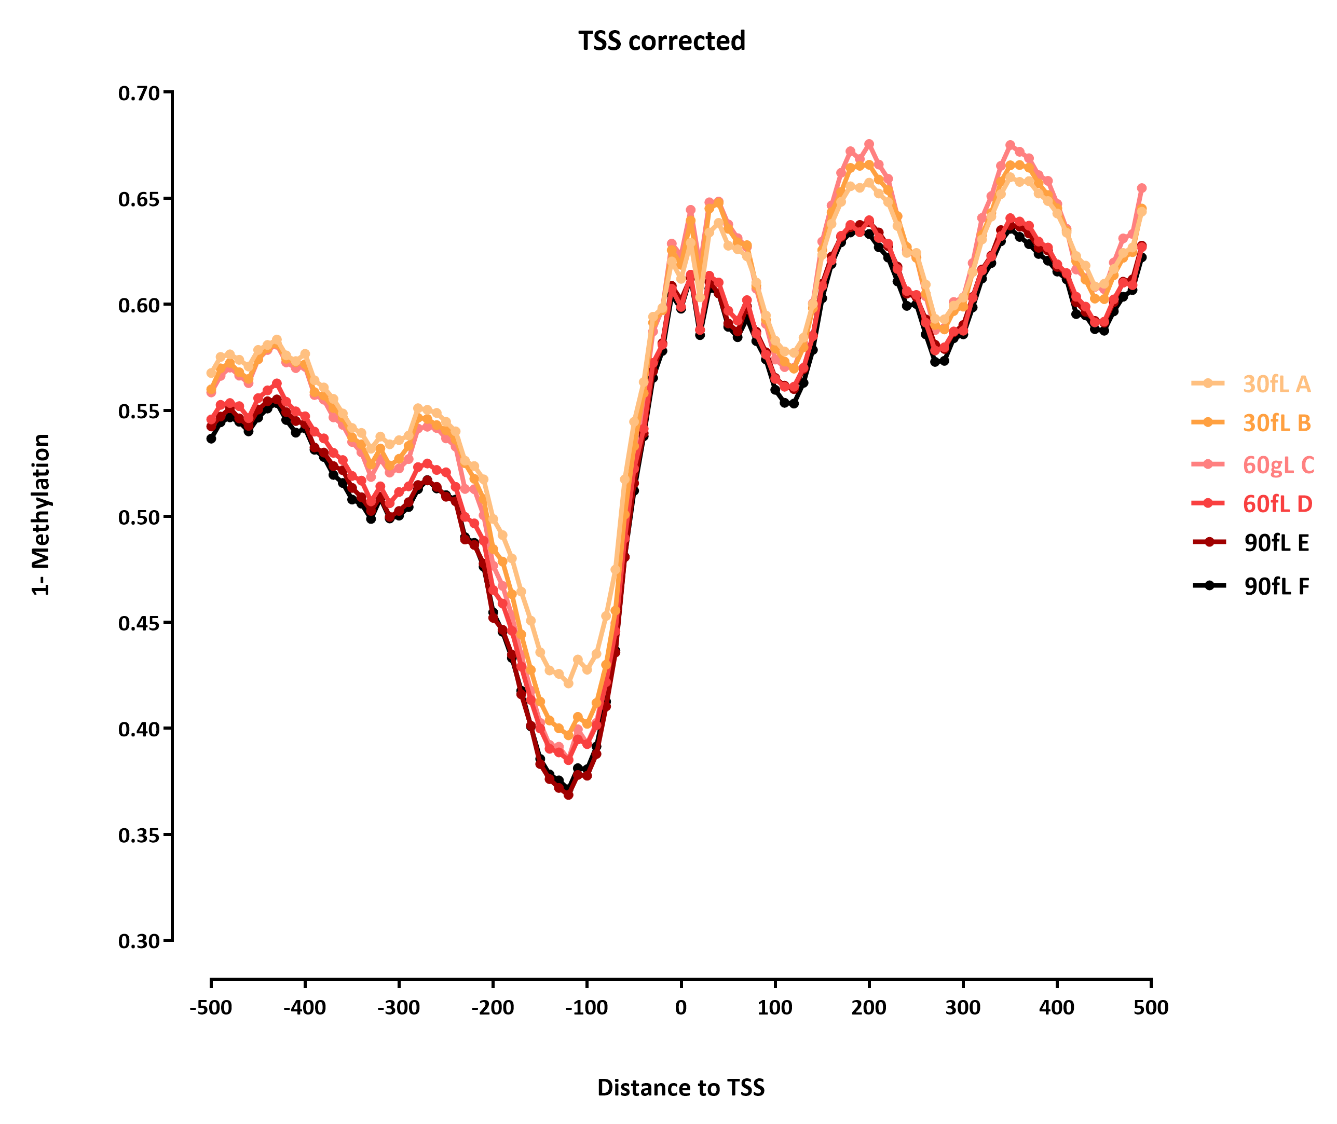 TSS corrected
0.70
0.65
0.60
0.55
0.50
0.45
0.40
0.35
0.30
1- Methylation
-500 -400 -300 -200 -100 0 100 200 300 400 500
Distance to TSS
30fL A
30fL B
60gL C
60fL D
90fL E
90fL F